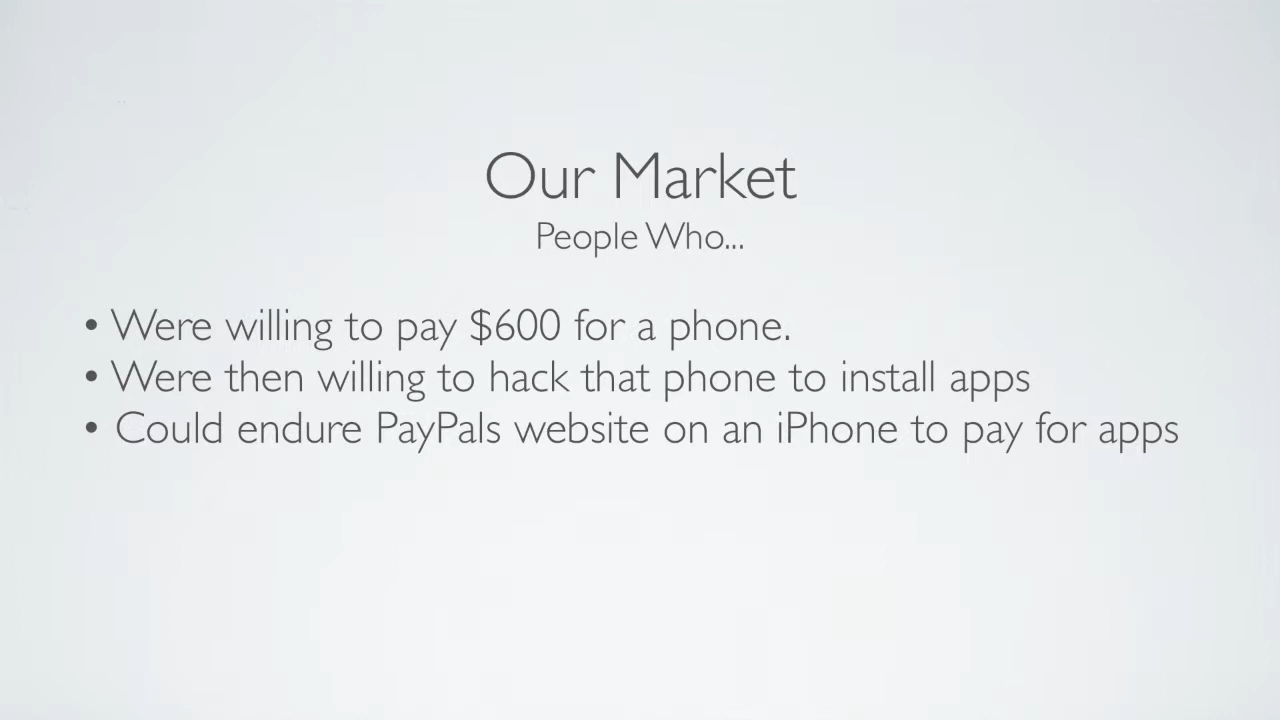 Our Market
People Who...
• Were willing to pay $600 for a phone.
• Were then willing to hack that phone to install apps
• Could endure PayPals website on an iPhone to pay for apps